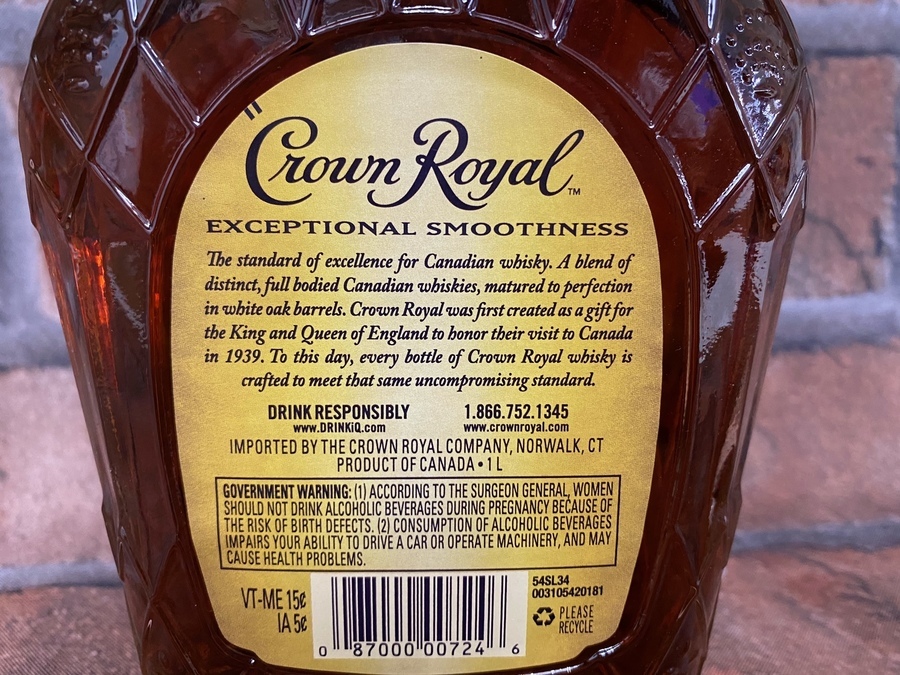 Crown Royal™
EXCEPTIONAL SMOOTHNESS
The standard of excellence for Canadian whisky. A blend of
distinct, full bodied Canadian whiskies, matured to perfection
in white oak barrels. Crown Royal was first created as a gift for
the King and Queen of England to honor their visit to Canada
in 1939. To this day, every bottle of Crown Royal whisky is
crafted to meet that same uncompromising standard.
DRINK RESPONSIBLY 1.866.752.1345
www.DRINKiQ.com www.crownroyal.com
IMPORTED BY THE CROWN ROYAL COMPANY, NORWALK, CT
PRODUCT OF CANADA • 1 L
GOVERNMENT WARNING: (1) ACCORDING TO THE SURGEON GENERAL, WOMEN
SHOULD NOT DRINK ALCOHOLIC BEVERAGES DURING PREGNANCY BECAUSE OF
THE RISK OF BIRTH DEFECTS. (2) CONSUMPTION OF ALCOHOLIC BEVERAGES
IMPAIRS YOUR ABILITY TO DRIVE A CAR OR OPERATE MACHINERY, AND MAY
CAUSE HEALTH PROBLEMS.
VT-ME 15¢
IA 5¢
0 87000 00724 6
54SL34
003105420181
PLEASE
RECYCLE